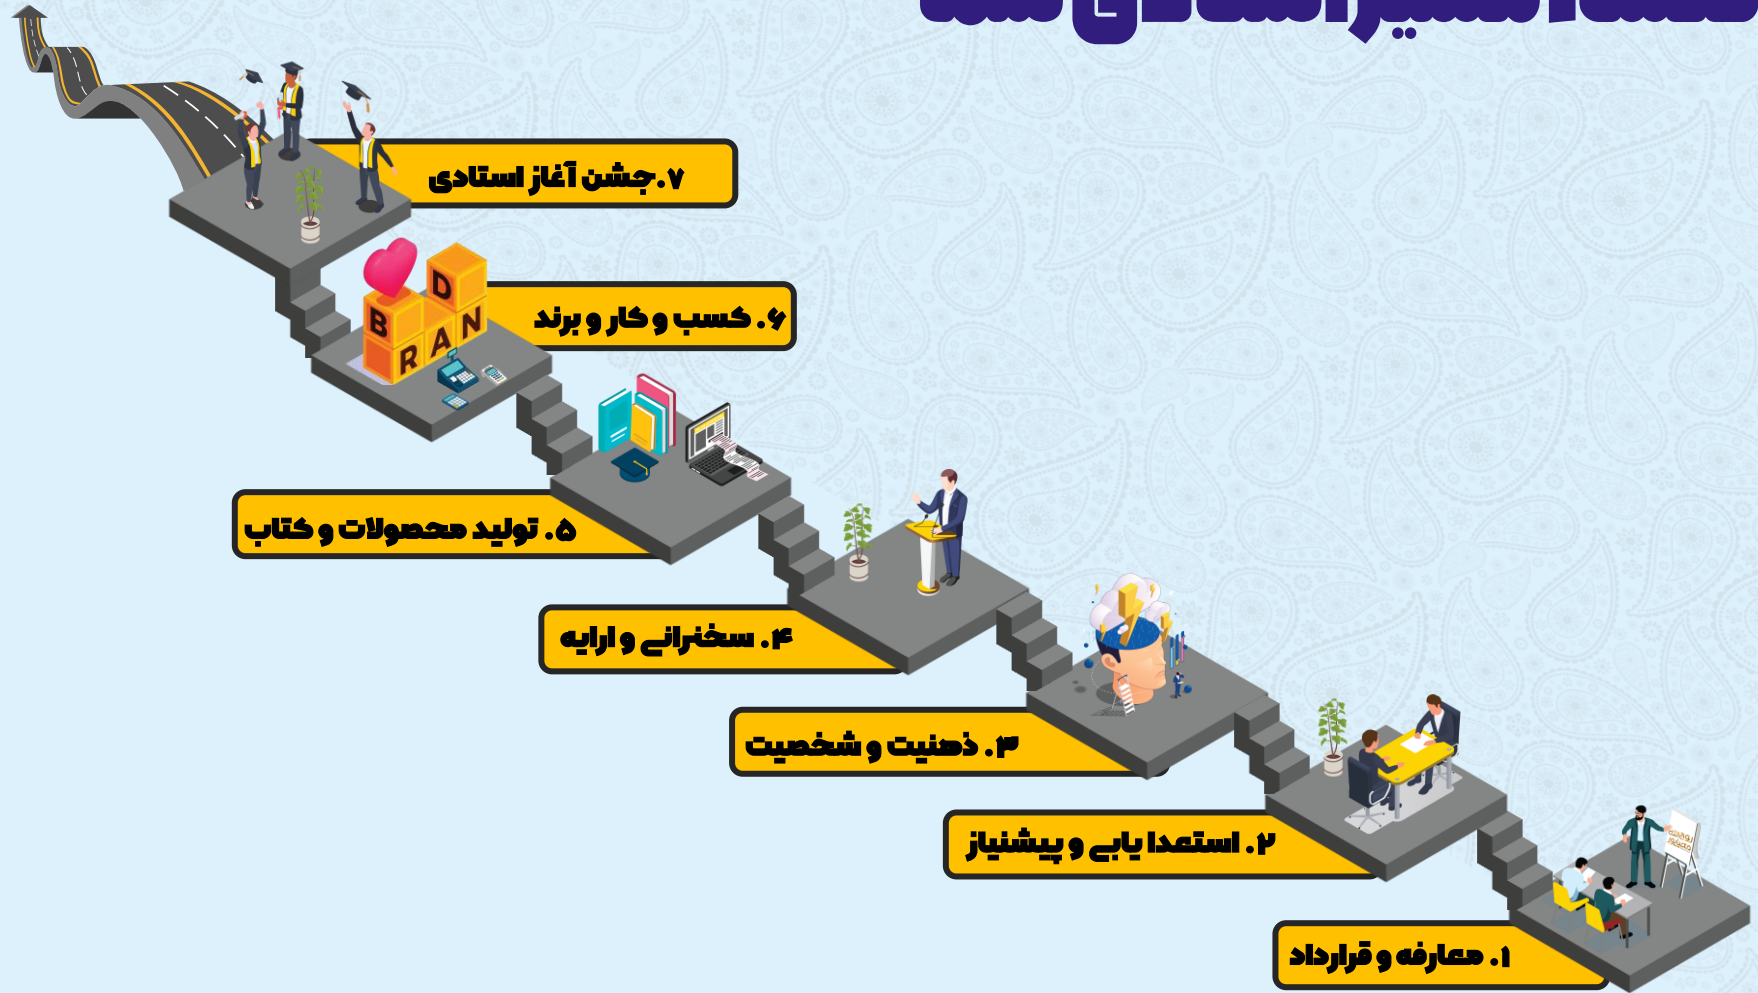 ۷.جشن آغاز استادی
BRAND
۶. کسب و کار و برند
۵. تولید محصولات و کتاب
۴. سخنرانی و ارایه
۳. ذهنیت و شخصیت
۲. استعدا یابی و پیشنیاز
۱. معارفه و قرارداد